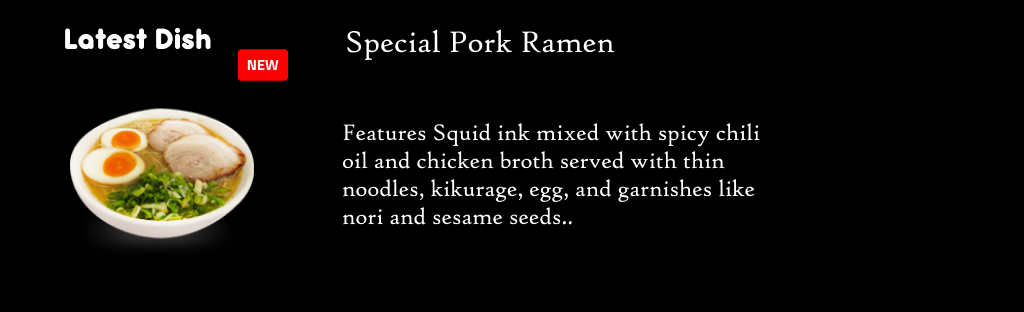 Latest Dish
NEW
Special Pork Ramen
Features Squid ink mixed with spicy chili
oil and chicken broth served with thin
noodles, kikurage, egg, and garnishes like
nori and sesame seeds..